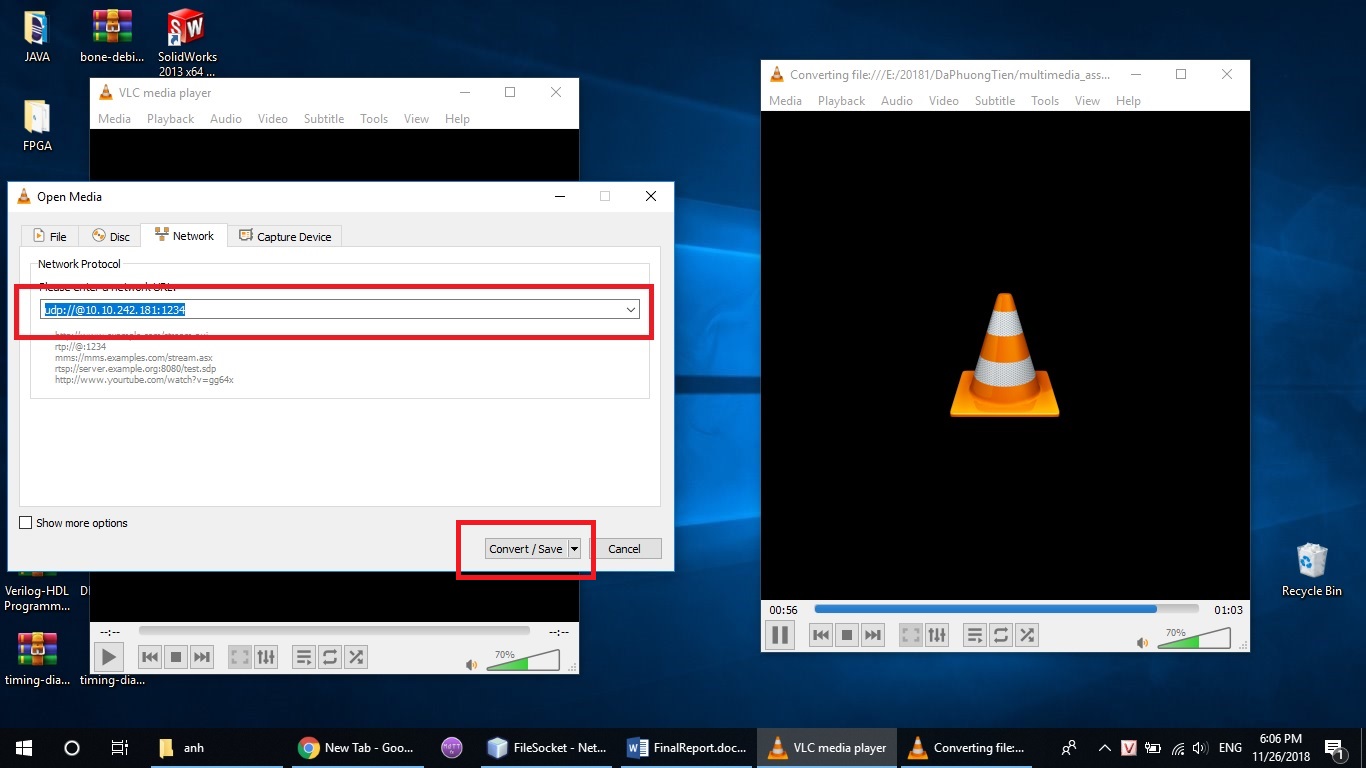 JAVA
bone-debi...
SolidWorks
2013 x64 ...
FPGA
VLC media player
Media Playback Audio Video Subtitle Tools View Help
Open Media
File Disc Network Capture Device
Network Protocol
Please enter a network URL:
udp://@10.10.242.181:1234
http://www.example.com/stream.avi
rtp://@:1234
mms://mms.examples.com/stream.asx
rtsp://server.example.org:8080/test.sdp
http://www.youtube.com/watch?v=gg64x
Show more options
Convert / Save Cancel
Verilog-HDL
Programm...
--:-- --:--
70%
timing-dia...
timing-dia...
Converting file:///E:/20181/DaPhuongTien/multimedia_ass...
Media Playback Audio Video Subtitle Tools View Help
00:56 01:03
70%
Recycle Bin
anh
New Tab - Goo...
FileSocket - Net...
FinalReport.doc...
VLC media player
Converting file:...
ENG
6:06 PM
11/26/2018
1